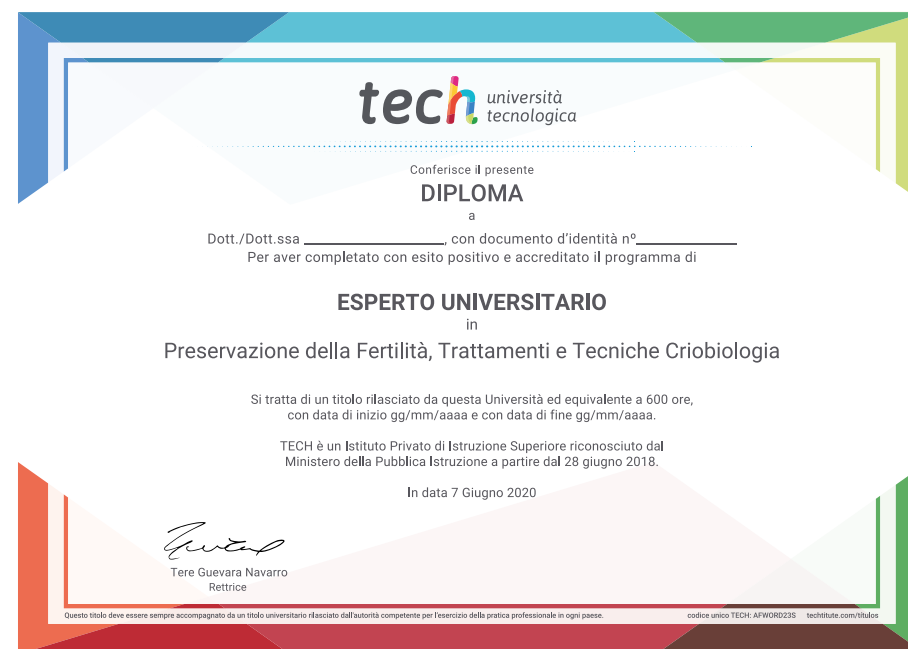 tech università
tecnologica
Conferisce il presente
DIPLOMA
a
Dott./Dott.ssa ____________________, con documento d'identità nº______________
Per aver completato con esito positivo e accreditato il programma di
ESPERTO UNIVERSITARIO
in
Preservazione della Fertilità, Trattamenti e Tecniche Criobiologia
Si tratta di un titolo rilasciato da questa Università ed equivalente a 600 ore,
con data di inizio gg/mm/aaaa e con data di fine gg/mm/aaaa.
TECH è un Istituto Privato di Istruzione Superiore riconosciuto dal
Ministero della Pubblica Istruzione a partire dal 28 giugno 2018.
In data 7 Giugno 2020
Tere Guevara Navarro
Rettrice
Questo titolo deve essere sempre accompagnato da un titolo universitario rilasciato dall'autorità competente per l'esercizio della pratica professionale in ogni paese. codice unico TECH: AFWORD23S techtitute.com/titulos